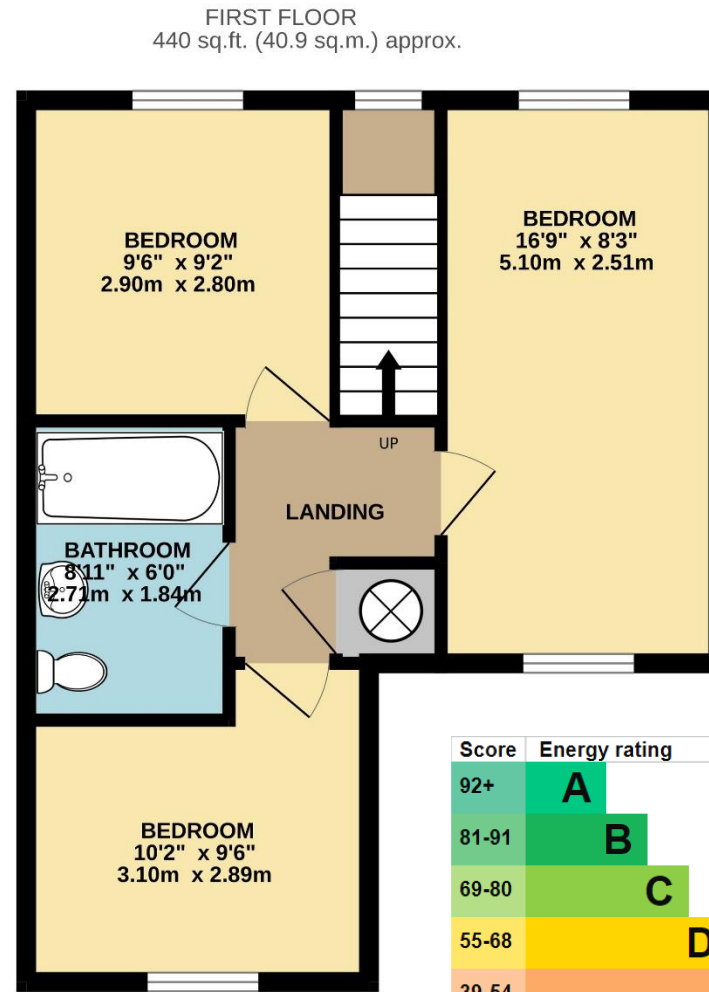 FIRST FLOOR
440 sq.ft. (40.9 sq.m.) approx.
BEDROOM
9'6" x 9'2"
2.90m x 2.80m
BEDROOM
16'9" x 8'3"
5.10m x 2.51m
UP
LANDING
BATHROOM
8'11" x 6'0"
2.71m x 1.84m
BEDROOM
10'2" x 9'6"
3.10m x 2.89m
Score Energy rating
92+ A
81-91 B
69-80 C
55-68 D
39-54